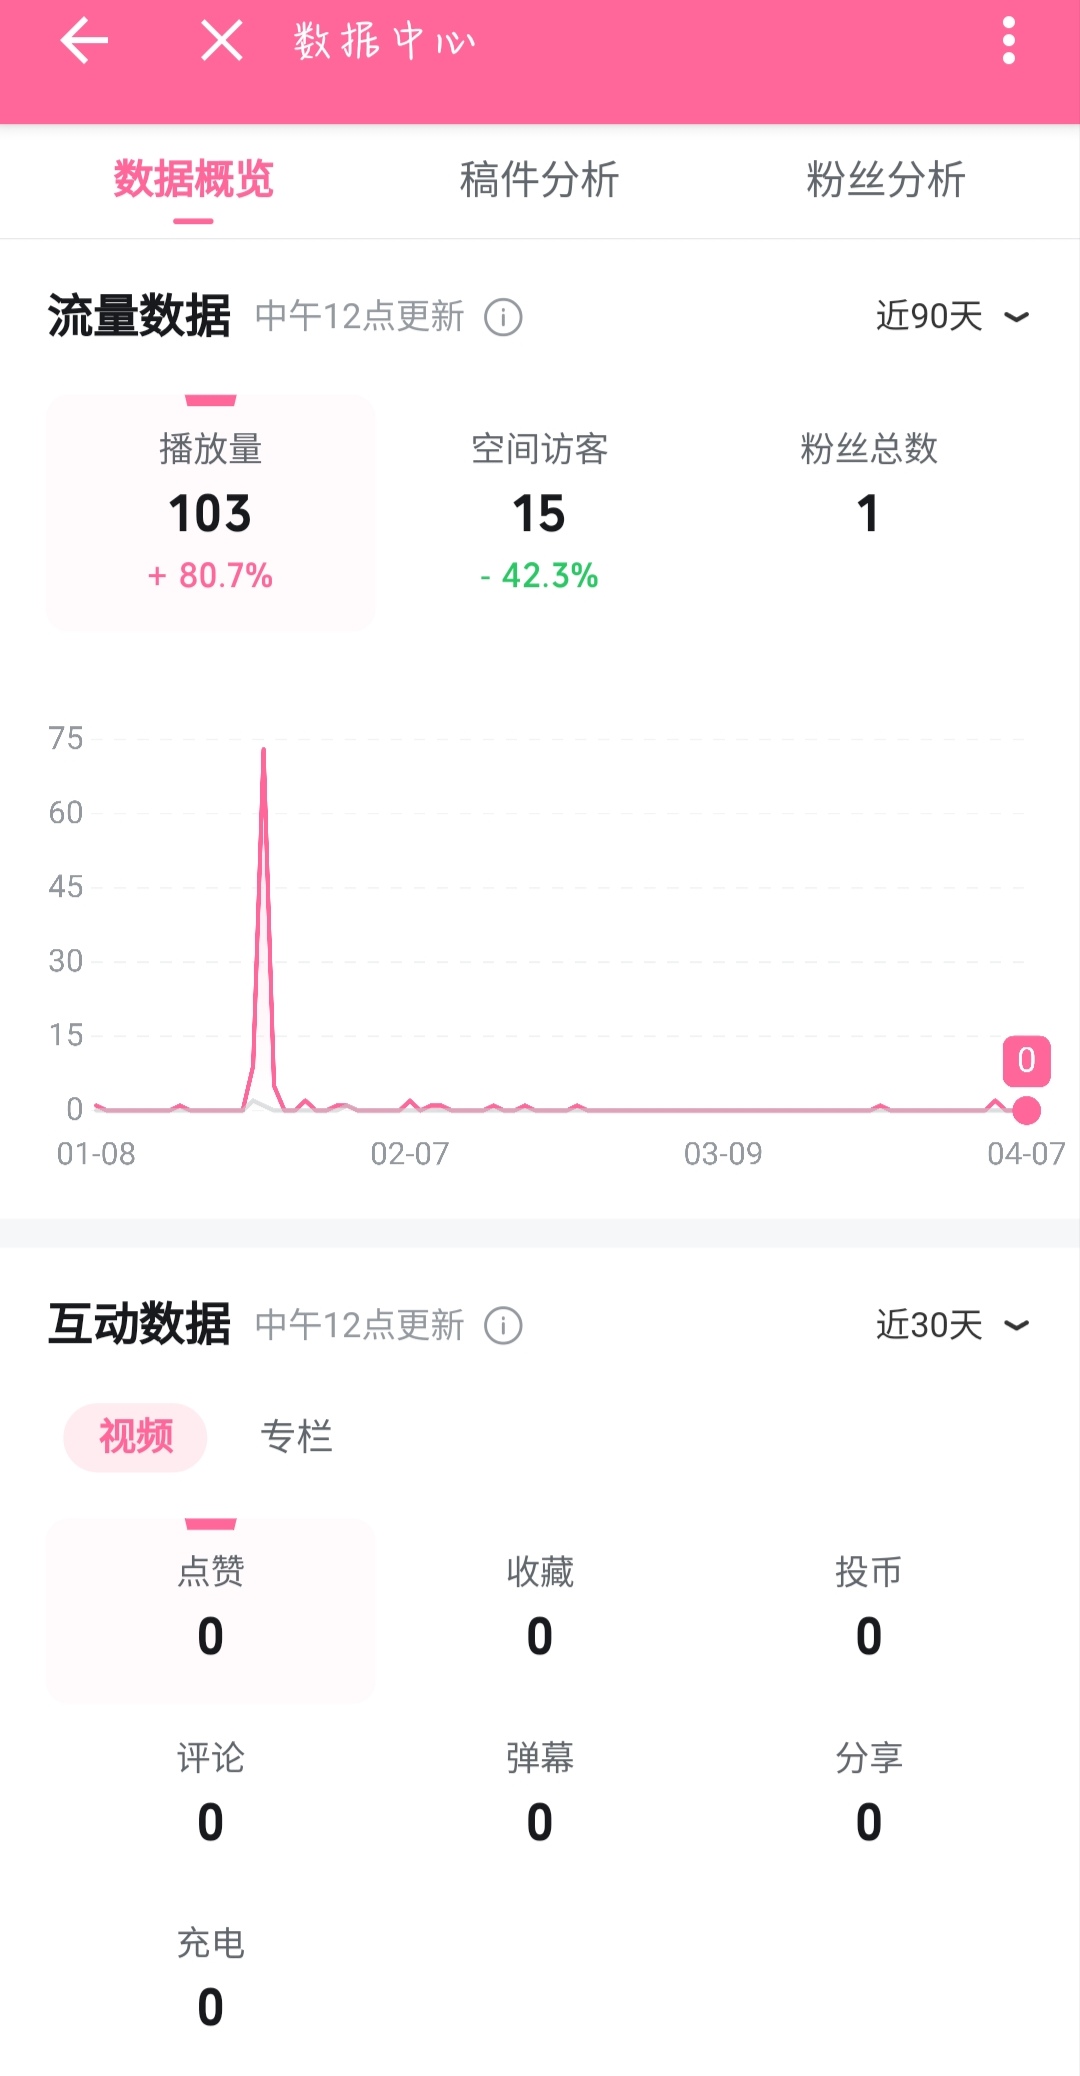 数据中心
数据概览 稿件分析 粉丝分析
流量数据 中午12点更新 近90天
播放量 空间访客 粉丝总数
103 15 1
+ 80.7% - 42.3%
75
60
45
30
15
0
0
01-08 02-07 03-09 04-07
互动数据 中午12点更新 近30天
视频 专栏
点赞 收藏 投币
0 0 0
评论 弹幕 分享
0 0 0
充电
0